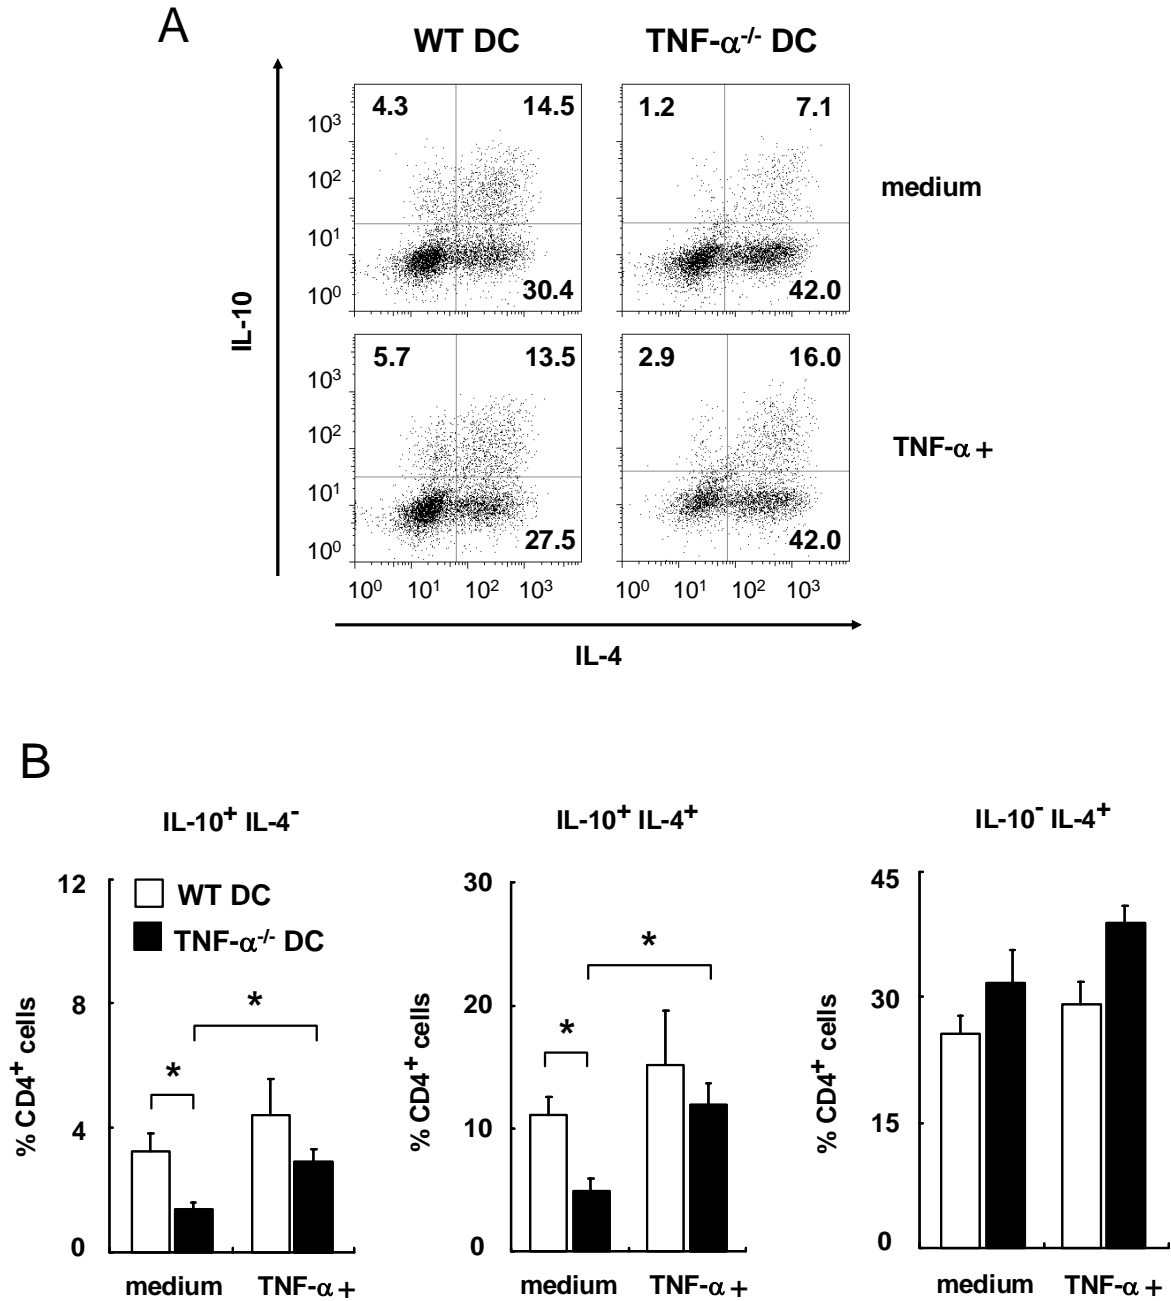 A
WT DC
TNF-α-/- DC
4.3 14.5
1.2 7.1
10³
10²
10¹
10⁰
30.4
42.0
medium
IL-10
5.7 13.5
2.9 16.0
10³
10²
10¹
10⁰
27.5
42.0
TNF-α +
10⁰ 10¹ 10² 10³
10⁰ 10¹ 10² 10³
IL-4
B
IL-10⁺ IL-4⁻
12
8
4
0
% CD4⁺ cells
WT DC
TNF-α-/- DC
*
*
medium TNF-α +
IL-10⁺ IL-4⁺
30
20
10
0
% CD4⁺ cells
*
*
medium TNF-α +
IL-10⁻ IL-4⁺
45
30
15
0
% CD4⁺ cells
medium TNF-α +